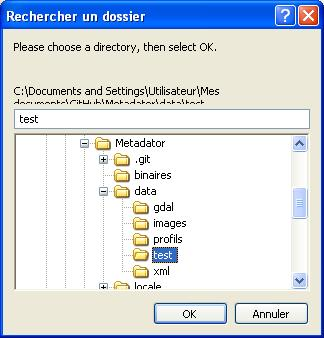 Rechercher un dossier
Please choose a directory, then select OK.
C:\Documents and Settings\Utilisateur\Mes
documents\GitHub\Metadator\data\test
test
Metadator
.git
binaires
data
gdal
images
profils
test
xml
locale
OK
Annuler